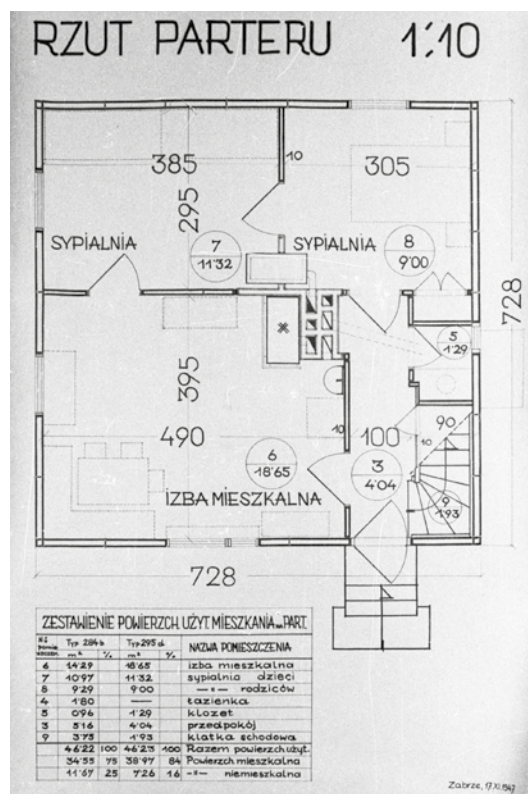 RZUT PARTERU 1:10
385
10
305
295
SYPIALNIA
7
11'32
SYPIALNIA
8
9'00
728
5
1'29
395
490
10
100
90
10
6
18'65
3
4'04
9
1'93
IZBA MIESZKALNA
728
ZESTAWIENIE POWIERZCH. UŻYT. MIESZKANIA PART.
Typ 284b Typ 295d NAZWA POMIESZCZENIA
m² % m² %
6 14'29 18'65 izba mieszkalna
7 10'97 11'32 sypialnia dzieci
8 9'29 9'00 —"— rodziców
4 1'80 — łazienka
5 0'96 1'29 klozet
3 5'16 4'04 przedpokój
9 3'75 1'93 klatka schodowa
46'22 100 46'23 100 Razem powierzch użyt.
34'55 75 38'97 84 Powierzch mieszkalna
11'67 25 7'26 16 —"— niemieszkalna
Zabrze,